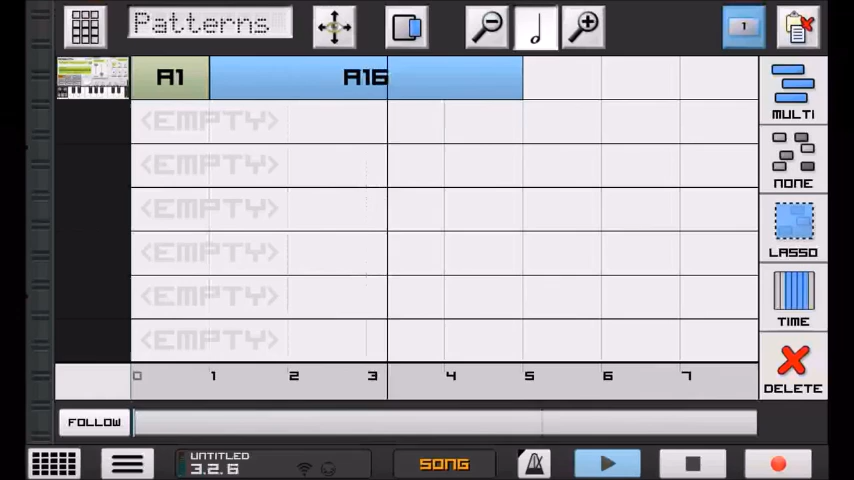 Patterns
1
A1
A16
<EMPTY>
<EMPTY>
<EMPTY>
<EMPTY>
<EMPTY>
<EMPTY>
MULTI
NONE
LASSO
TIME
DELETE
0 1 2 3 4 5 6 7
FOLLOW
UNTITLED
3.2.6
SONG